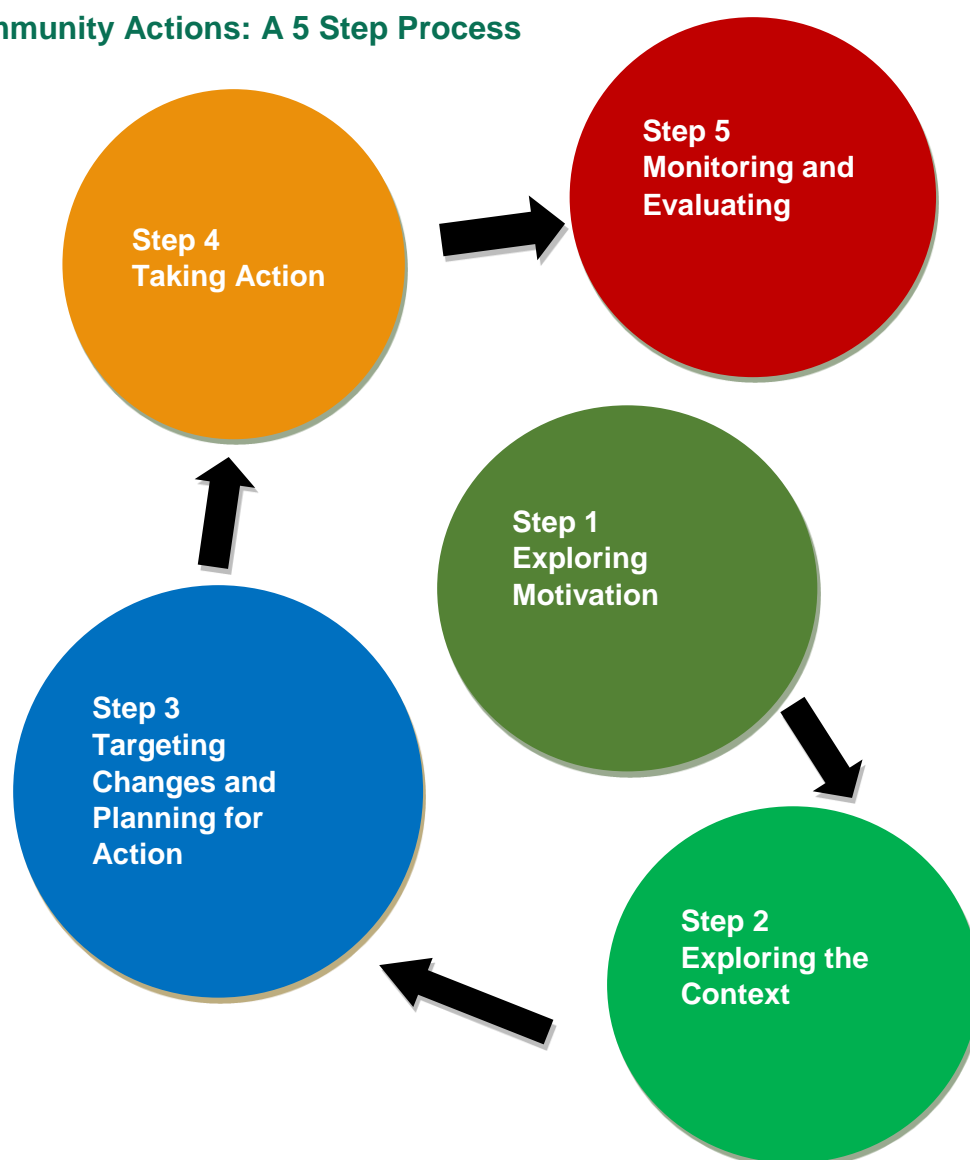 mmunity Actions: A 5 Step Process
Step 5
Monitoring and
Evaluating
Step 4
Taking Action
Step 1
Exploring
Motivation
Step 3
Targeting
Changes and
Planning for
Action
Step 2
Exploring the
Context